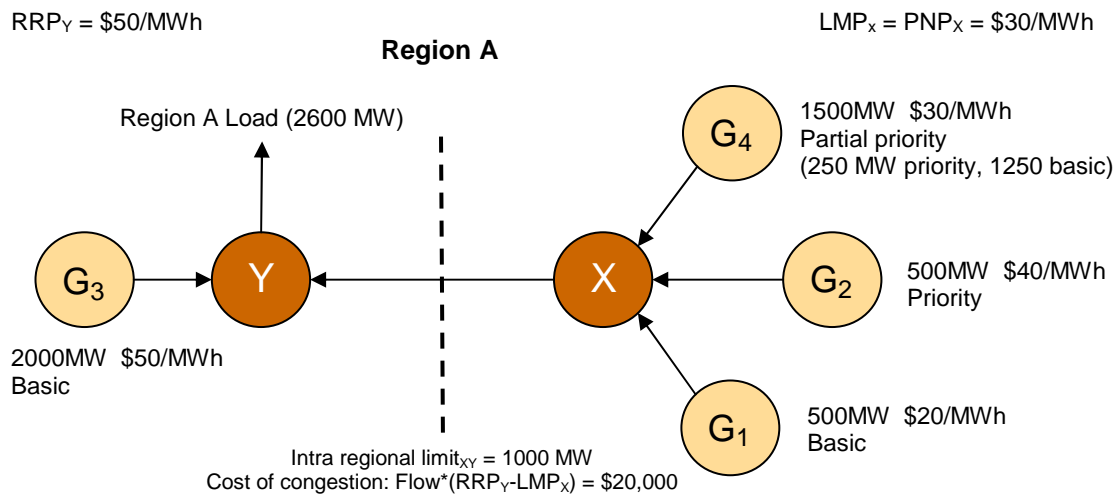 RRPY = $50/MWh
LMPx = PNPX = $30/MWh
Region A
Region A Load (2600 MW)
G4
1500MW $30/MWh
Partial priority
(250 MW priority, 1250 basic)
G3
Y
X
G2
500MW $40/MWh
Priority
2000MW $50/MWh
Basic
G1
500MW $20/MWh
Basic
Intra regional limitXY = 1000 MW
Cost of congestion: Flow*(RRPY-LMPX) = $20,000